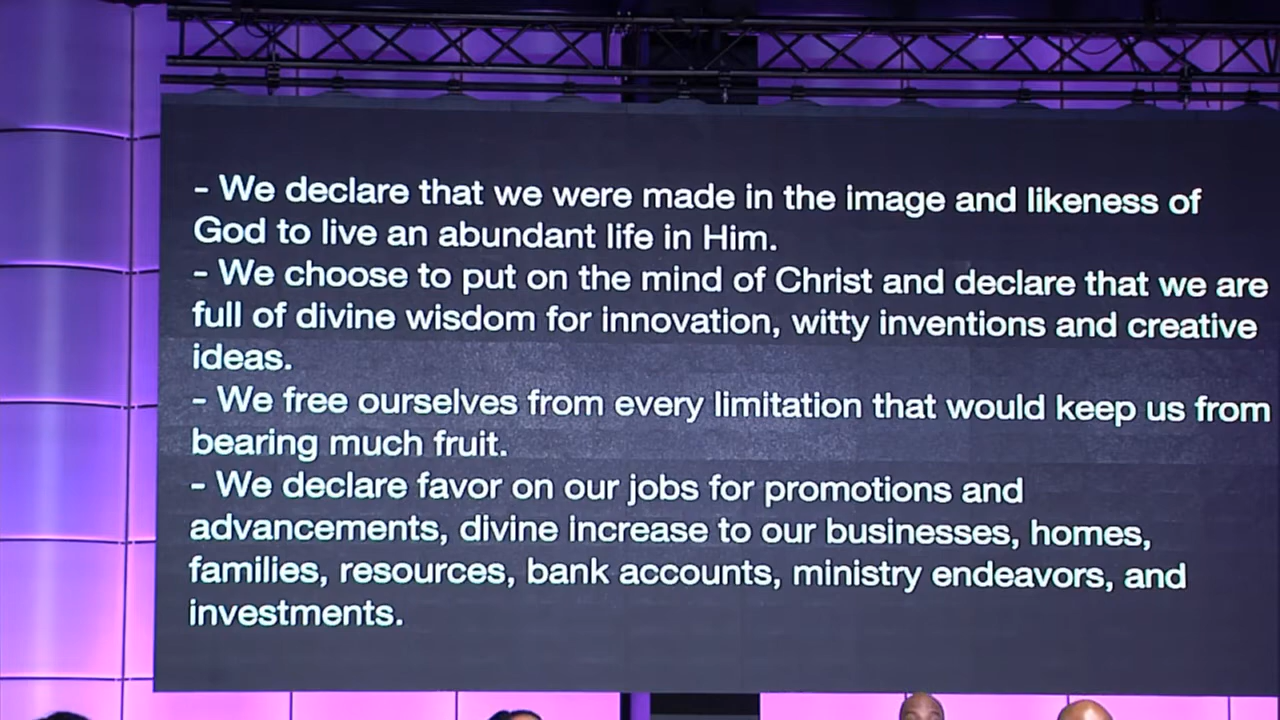 - We declare that we were made in the image and likeness of
God to live an abundant life in Him.
- We choose to put on the mind of Christ and declare that we are
full of divine wisdom for innovation, witty inventions and creative
ideas.
- We free ourselves from every limitation that would keep us from
bearing much fruit.
- We declare favor on our jobs for promotions and
advancements, divine increase to our businesses, homes,
families, resources, bank accounts, ministry endeavors, and
investments.